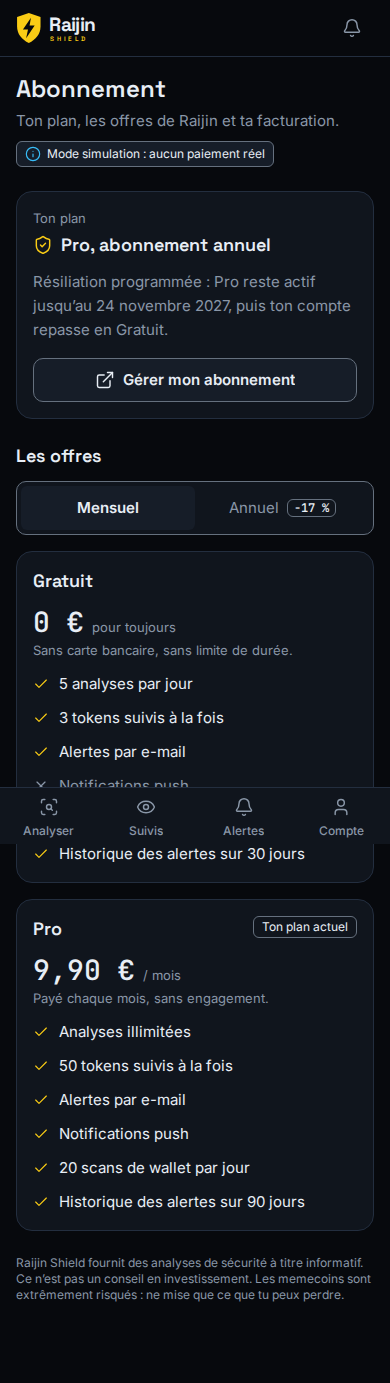 Raijin
SHIELD
Abonnement
Ton plan, les offres de Raijin et ta facturation.
Mode simulation : aucun paiement réel
Ton plan
Pro, abonnement annuel
Résiliation programmée : Pro reste actif
jusqu’au 24 novembre 2027, puis ton compte
repasse en Gratuit.
Gérer mon abonnement
Les offres
Mensuel
Annuel -17 %
Gratuit
0 € pour toujours
Sans carte bancaire, sans limite de durée.
5 analyses par jour
3 tokens suivis à la fois
Alertes par e-mail
Notifications push
Analyser Suivis Alertes Compte
Historique des alertes sur 30 jours
Pro Ton plan actuel
9,90 € / mois
Payé chaque mois, sans engagement.
Analyses illimitées
50 tokens suivis à la fois
Alertes par e-mail
Notifications push
20 scans de wallet par jour
Historique des alertes sur 90 jours
Raijin Shield fournit des analyses de sécurité à titre informatif.
Ce n’est pas un conseil en investissement. Les memecoins sont
extrêmement risqués : ne mise que ce que tu peux perdre.